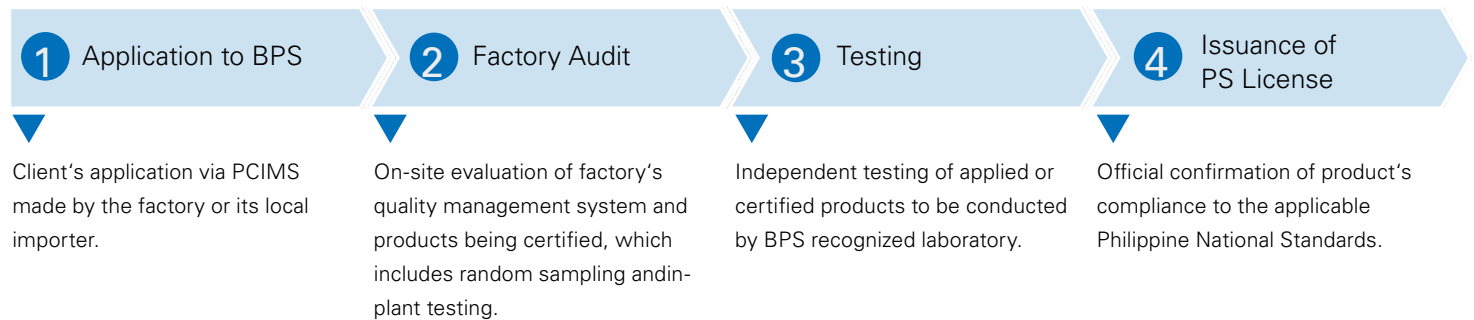 1 Application to BPS
Client‘s application via PCIMS
made by the factory or its local
importer.
2 Factory Audit
On-site evaluation of factory‘s
quality management system and
products being certified, which
includes random sampling andin-
plant testing.
3 Testing
Independent testing of applied or
certified products to be conducted
by BPS recognized laboratory.
4 Issuance of
PS License
Official confirmation of product‘s
compliance to the applicable
Philippine National Standards.